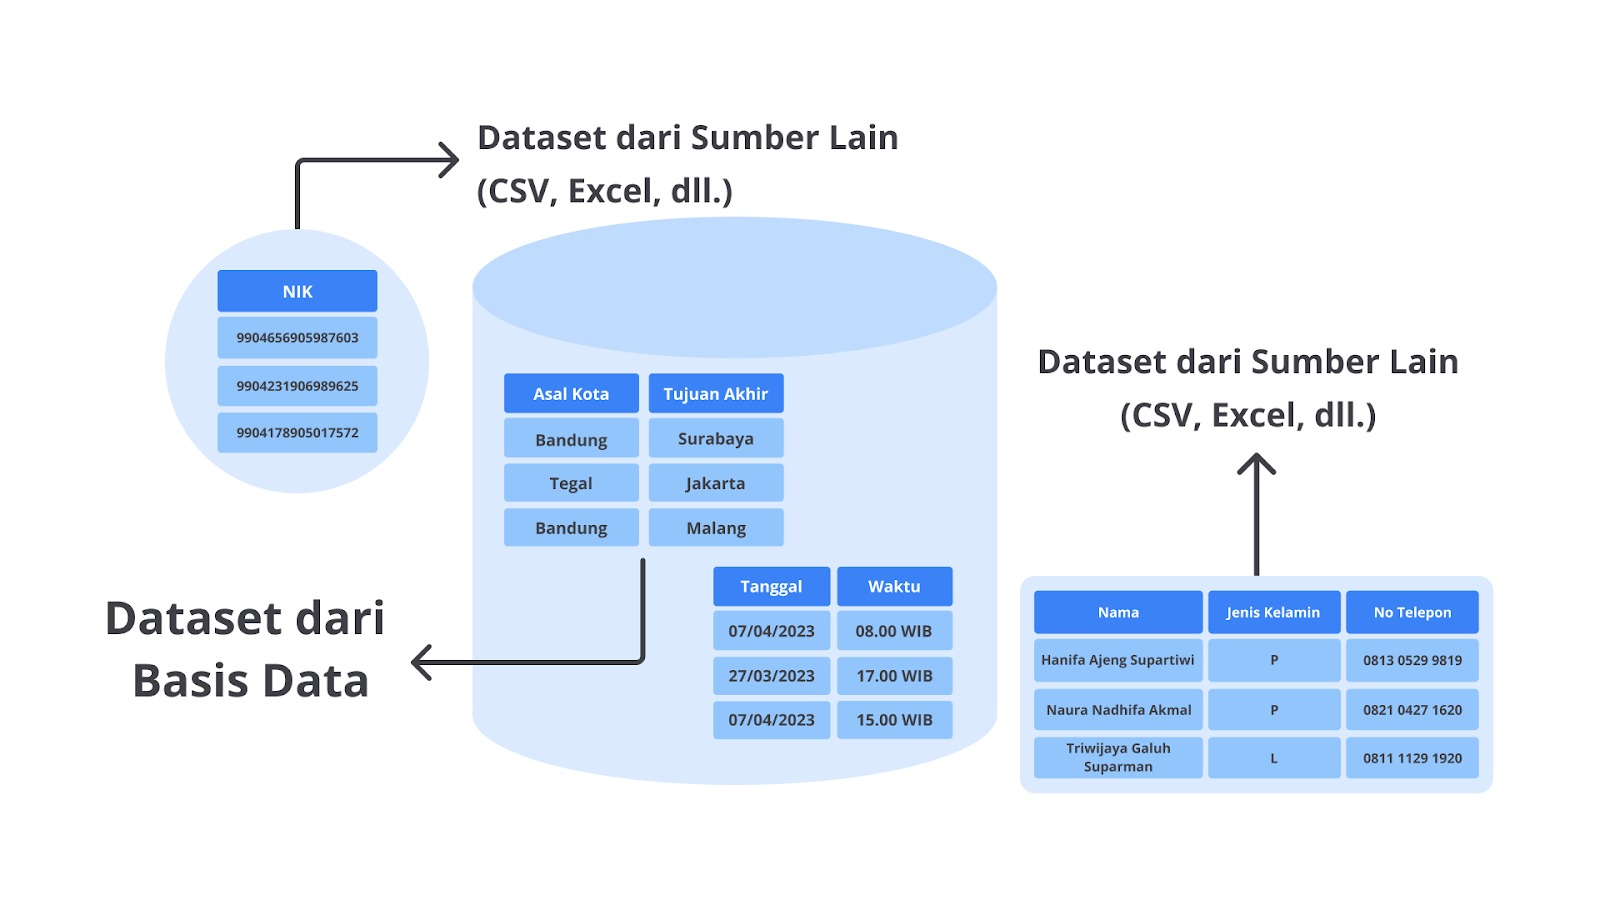 Dataset dari Sumber Lain
(CSV, Excel, dll.)
NIK
9904656905987603
9904231906989625
9904178905017572
Asal Kota Tujuan Akhir
Bandung Surabaya
Tegal Jakarta
Bandung Malang
Tanggal Waktu
07/04/2023 08.00 WIB
27/03/2023 17.00 WIB
07/04/2023 15.00 WIB
Dataset dari
Basis Data
Dataset dari Sumber Lain
(CSV, Excel, dll.)
Nama Jenis Kelamin No Telepon
Hanifa Ajeng Supartiwi P 0813 0529 9819
Naura Nadhifa Akmal P 0821 0427 1620
Triwijaya Galuh
Suparman L 0811 1129 1920